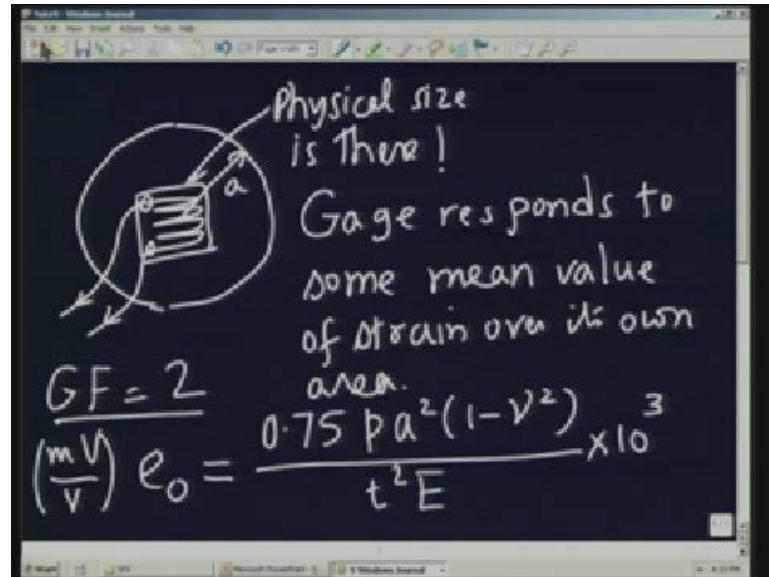 Physical size
is There !
a
Gage responds to
some mean value
of strain over its own
area.
GF = 2
(mV/V) e₀ = 0.75 p a² (1 - ν²) / t² E × 10³